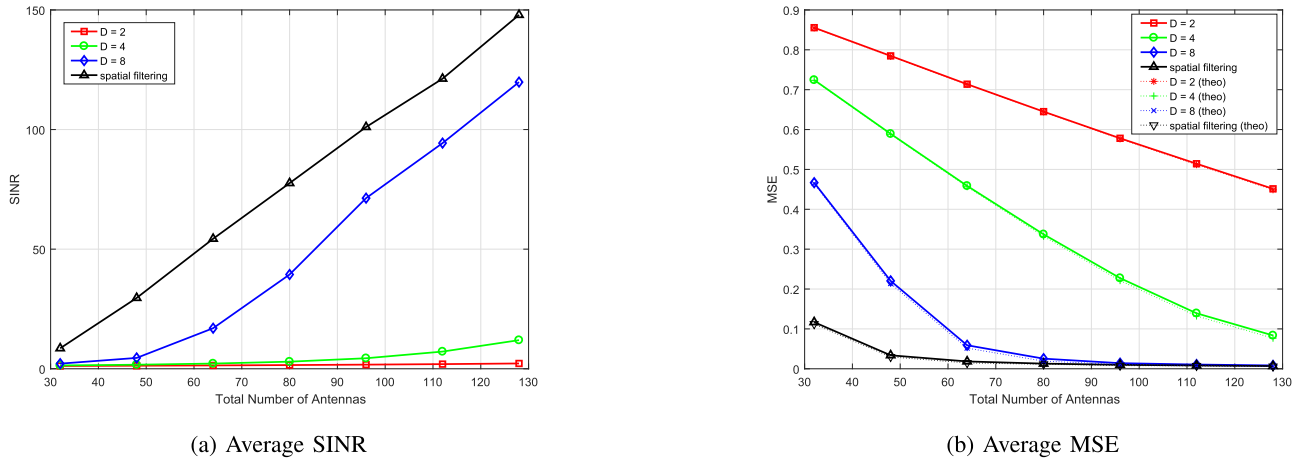 150
100
50
0
SINR
D = 2
D = 4
D = 8
spatial filtering
30 40 50 60 70 80 90 100 110 120 130
Total Number of Antennas
(a) Average SINR
0.9
0.8
0.7
0.6
0.5
0.4
0.3
0.2
0.1
0
MSE
D = 2
D = 4
D = 8
spatial filtering
D = 2 (theo)
D = 4 (theo)
D = 8 (theo)
spatial filtering (theo)
30 40 50 60 70 80 90 100 110 120 130
Total Number of Antennas
(b) Average MSE